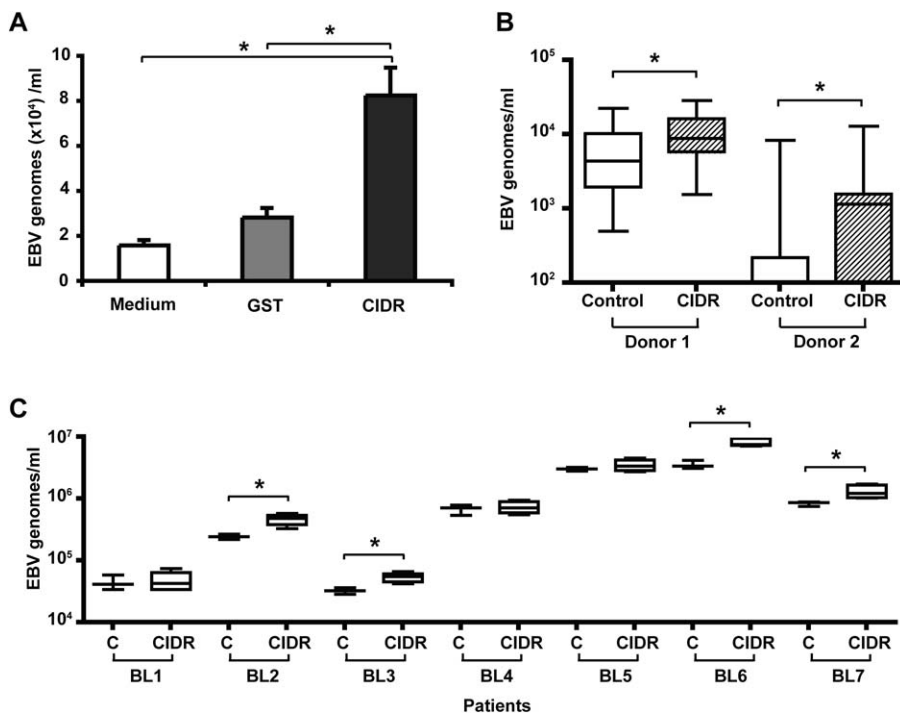 A
EBV genomes (x10⁴) /ml
10
8
6
4
2
0
*
*
Medium GST CIDR
B
EBV genomes/ml
10⁵
10⁴
10³
10²
*
*
Control CIDR Control CIDR
Donor 1 Donor 2
C
EBV genomes/ml
10⁷
10⁶
10⁵
10⁴
*
*
*
*
C CIDR C CIDR C CIDR C CIDR C CIDR C CIDR C CIDR
BL1 BL2 BL3 BL4 BL5 BL6 BL7
Patients